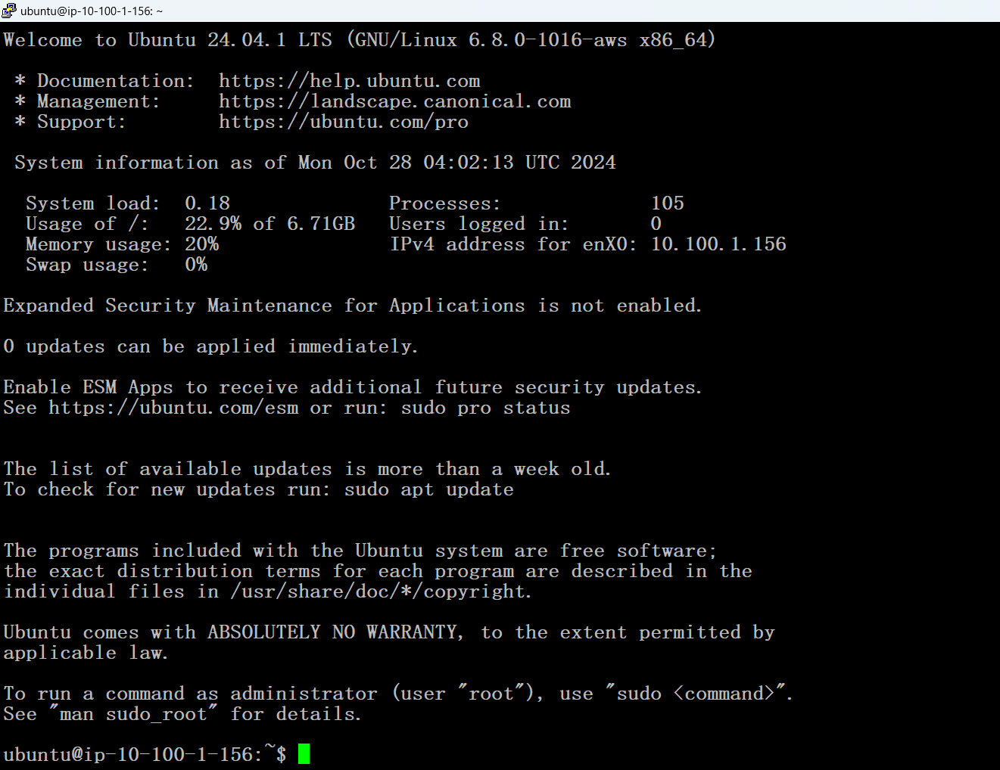 ubuntu@ip-10-100-1-156: ~
Welcome to Ubuntu 24.04.1 LTS (GNU/Linux 6.8.0-1016-aws x86_64)
* Documentation:  https://help.ubuntu.com
* Management:     https://landscape.canonical.com
* Support:        https://ubuntu.com/pro
System information as of Mon Oct 28 04:02:13 UTC 2024
System load:  0.18              Processes:             105
Usage of /:   22.9% of 6.71GB   Users logged in:       0
Memory usage: 20%               IPv4 address for enX0: 10.100.1.156
Swap usage:   0%
Expanded Security Maintenance for Applications is not enabled.
0 updates can be applied immediately.
Enable ESM Apps to receive additional future security updates.
See https://ubuntu.com/esm or run: sudo pro status
The list of available updates is more than a week old.
To check for new updates run: sudo apt update
The programs included with the Ubuntu system are free software;
the exact distribution terms for each program are described in the
individual files in /usr/share/doc/*/copyright.
Ubuntu comes with ABSOLUTELY NO WARRANTY, to the extent permitted by
applicable law.
To run a command as administrator (user "root"), use "sudo <command>".
See "man sudo_root" for details.
ubuntu@ip-10-100-1-156:~$